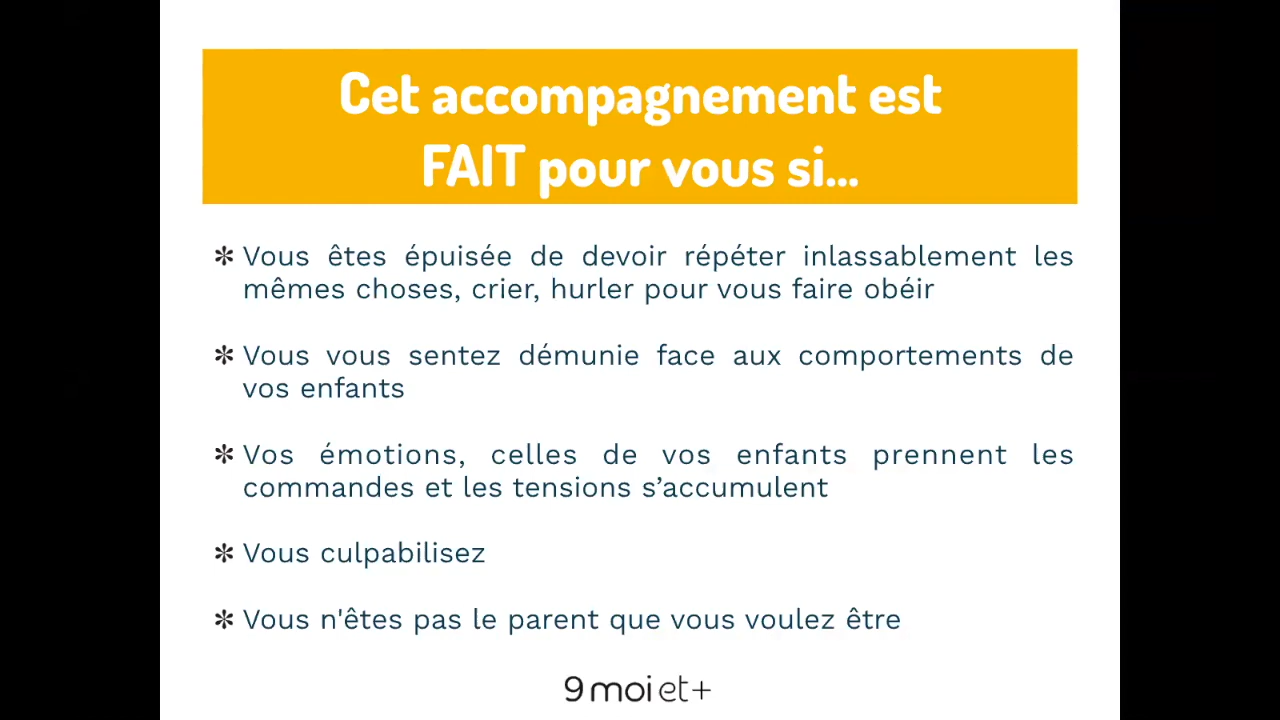 Cet accompagnement est
FAIT pour vous si...
✻ Vous êtes épuisée de devoir répéter inlassablement les
mêmes choses, crier, hurler pour vous faire obéir
✻ Vous vous sentez démunie face aux comportements de
vos enfants
✻ Vos émotions, celles de vos enfants prennent les
commandes et les tensions s’accumulent
✻ Vous culpabilisez
✻ Vous n'êtes pas le parent que vous voulez être
9 moi et+